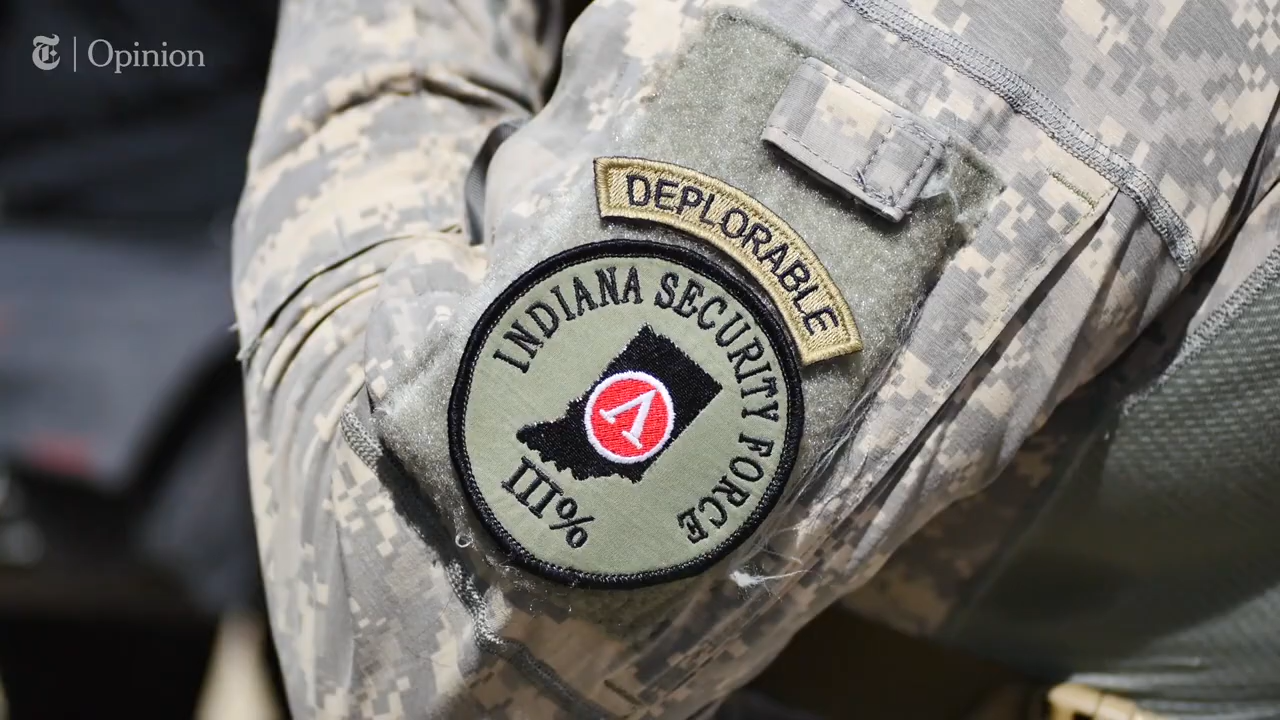 T | Opinion
DEPLORABLE
INDIANA SECURITY FORCE
Λ
III%